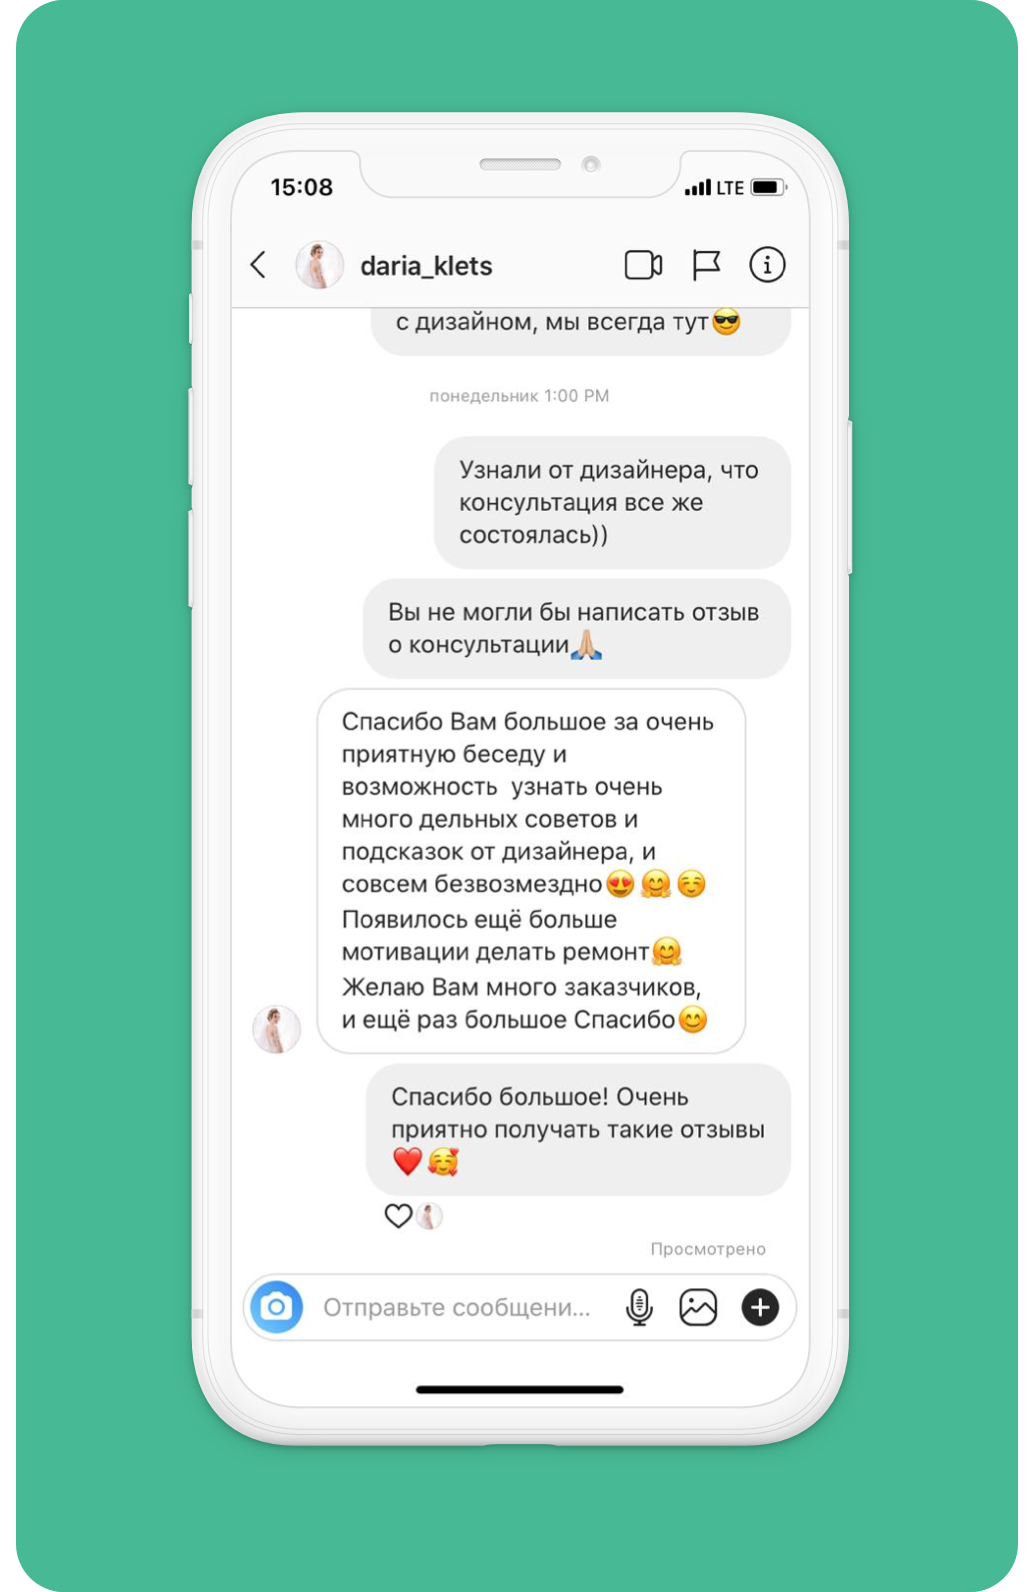 15:08
LTE
daria_klets
с дизайном, мы всегда тут😎
понедельник 1:00 PM
Узнали от дизайнера, что
консультация все же
состоялась))
Вы не могли бы написать отзыв
о консультации🙏🏼
Спасибо Вам большое за очень
приятную беседу и
возможность  узнать очень
много дельных советов и
подсказок от дизайнера, и
совсем безвозмездно😍🤗☺️
Появилось ещё больше
мотивации делать ремонт🤗
Желаю Вам много заказчиков,
и ещё раз большое Спасибо😊
Спасибо большое! Очень
приятно получать такие отзывы
❤️🥰
Просмотрено
Отправьте сообщени...